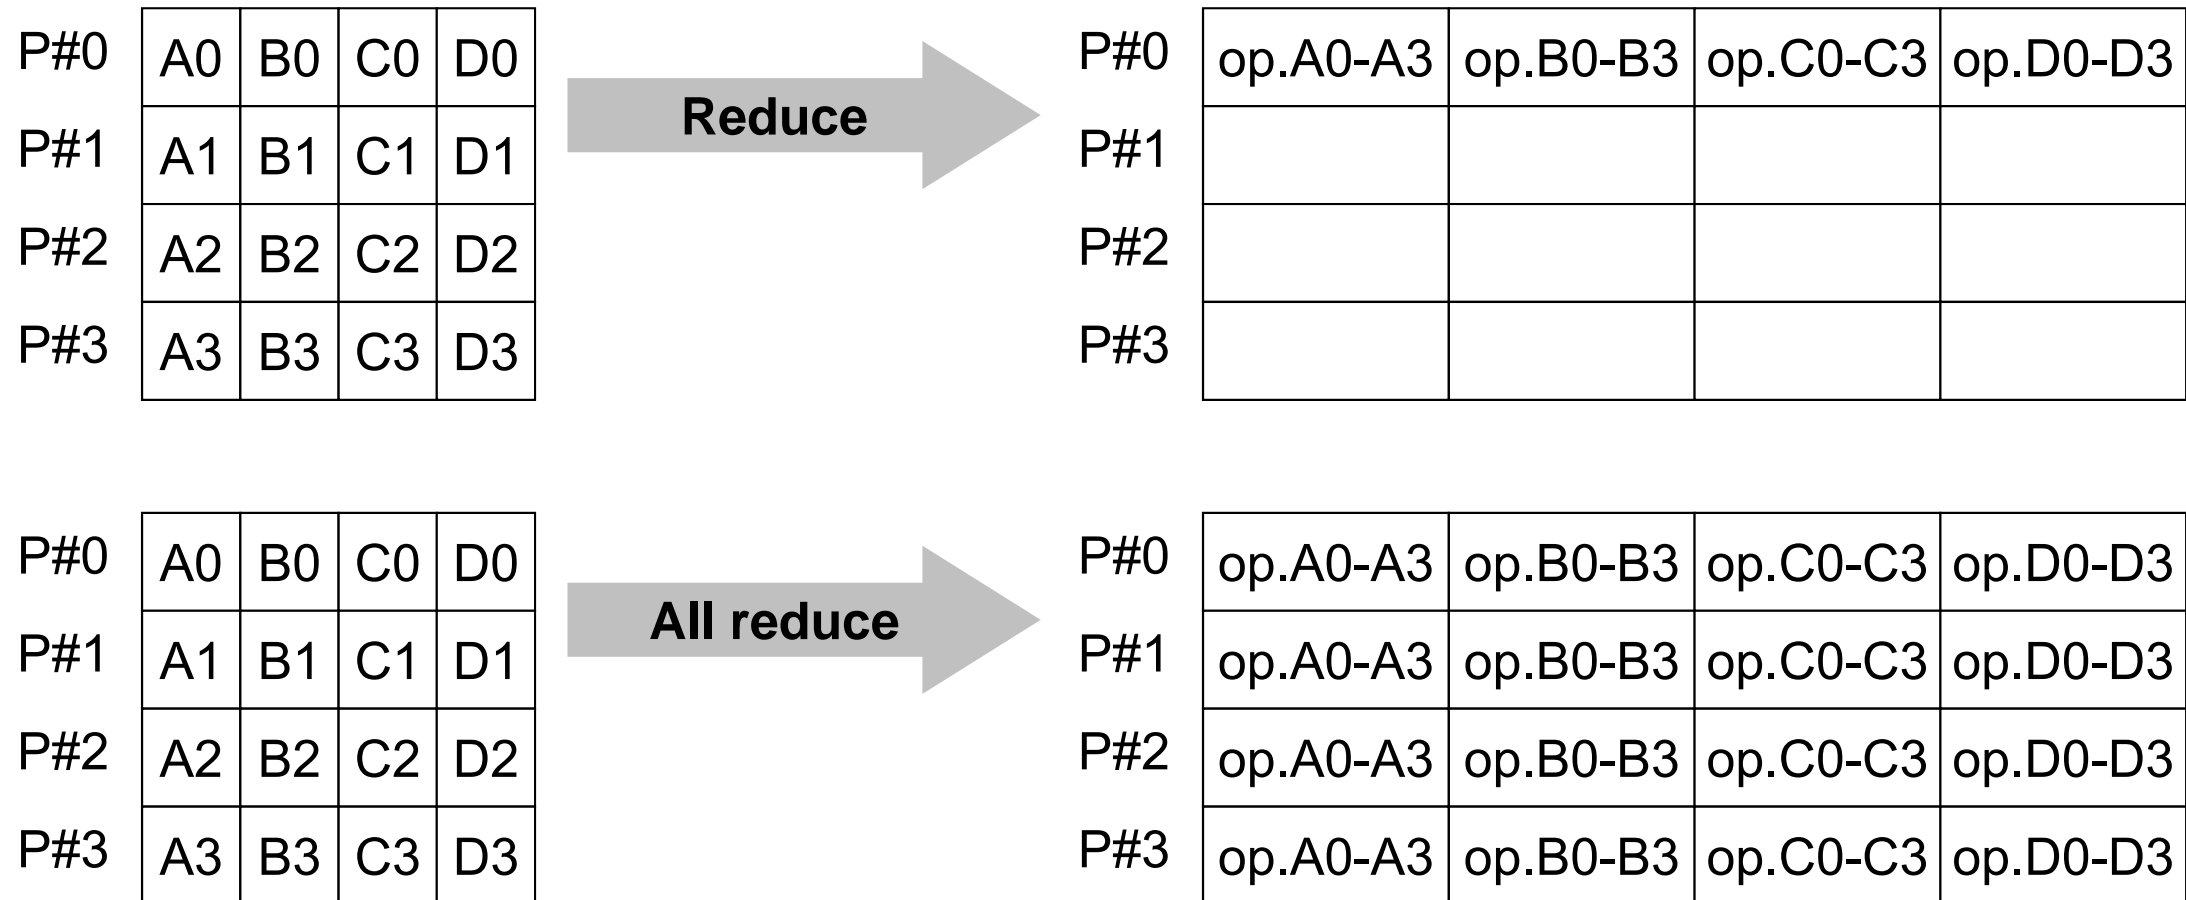 P#0 A0 B0 C0 D0 Reduce P#0 op.A0-A3 op.B0-B3 op.C0-C3 op.D0-D3
P#1 A1 B1 C1 D1 P#1
P#2 A2 B2 C2 D2 P#2
P#3 A3 B3 C3 D3 P#3
P#0 A0 B0 C0 D0 All reduce P#0 op.A0-A3 op.B0-B3 op.C0-C3 op.D0-D3
P#1 A1 B1 C1 D1 P#1 op.A0-A3 op.B0-B3 op.C0-C3 op.D0-D3
P#2 A2 B2 C2 D2 P#2 op.A0-A3 op.B0-B3 op.C0-C3 op.D0-D3
P#3 A3 B3 C3 D3 P#3 op.A0-A3 op.B0-B3 op.C0-C3 op.D0-D3